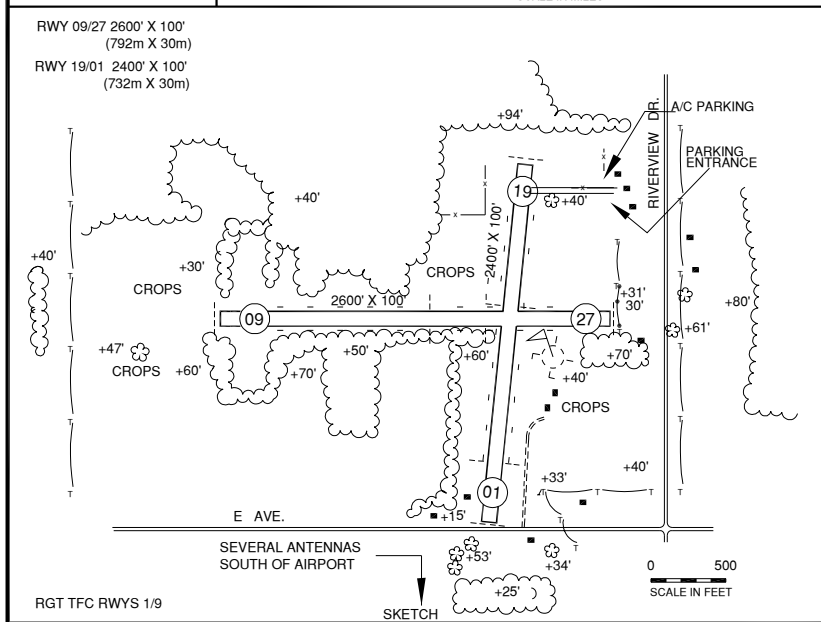 RWY 09/27 2600' X 100'
(792m X 30m)
RWY 19/01 2400' X 100'
(732m X 30m)
+94'
RIVERVIEW DR.
A/C PARKING
PARKING
ENTRANCE
19
+40'
+40'
2400' X 100'
+40'
+30'
CROPS
CROPS
2600' X 100'
+31'
30'
+80'
09
27
+61'
+47'
CROPS
+60'
+50'
+70'
+60'
+70'
+40'
CROPS
+40'
+33'
01
+15'
E AVE.
SEVERAL ANTENNAS
SOUTH OF AIRPORT
+53'
+34'
+25'
0 500
SCALE IN FEET
RGT TFC RWYS 1/9
SKETCH